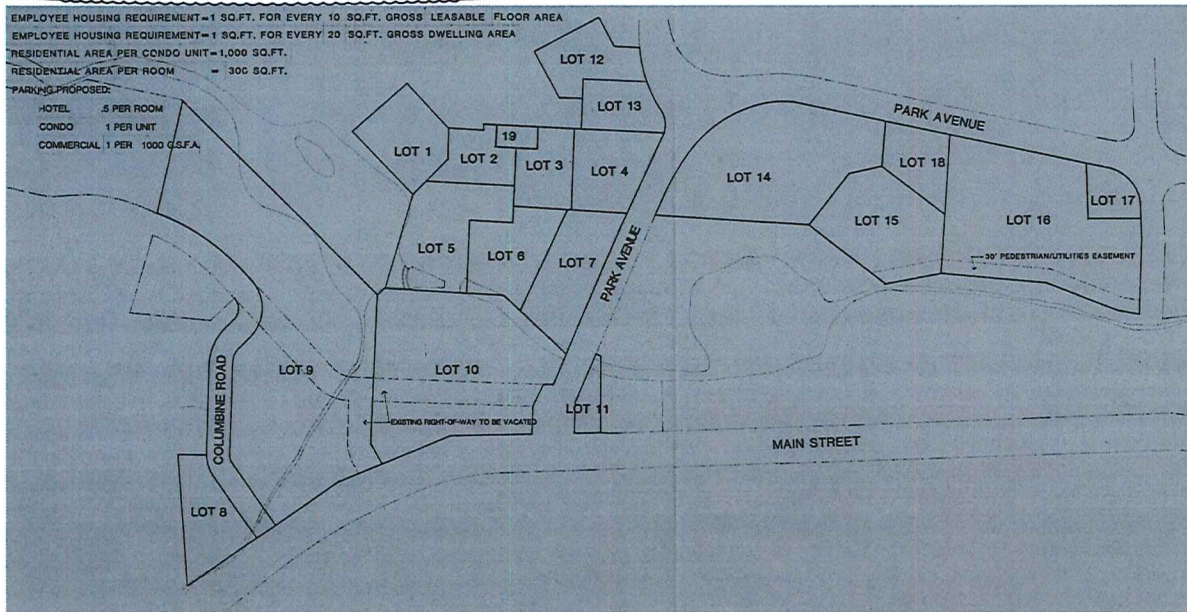 EMPLOYEE HOUSING REQUIREMENT=1 SQ.FT. FOR EVERY 10 SQ.FT. GROSS LEASABLE FLOOR AREA
EMPLOYEE HOUSING REQUIREMENT=1 SQ.FT. FOR EVERY 20 SQ.FT. GROSS DWELLING AREA
RESIDENTIAL AREA PER CONDO UNIT=1,000 SQ.FT.
RESIDENTIAL AREA PER ROOM = 300 SQ.FT.
PARKING PROPOSED:
HOTEL .5 PER ROOM
CONDO 1 PER UNIT
COMMERCIAL 1 PER 1000 G.S.F.A.
LOT 12
LOT 13
PARK AVENUE
19
LOT 1
LOT 2
LOT 3
LOT 4
LOT 14
LOT 18
LOT 17
LOT 15
LOT 16
LOT 5
LOT 6
LOT 7
PARK AVENUE
30' PEDESTRIAN/UTILITIES EASEMENT
LOT 9
LOT 10
COLUMBINE ROAD
LOT 11
EXISTING RIGHT-OF-WAY TO BE VACATED
MAIN STREET
LOT 8